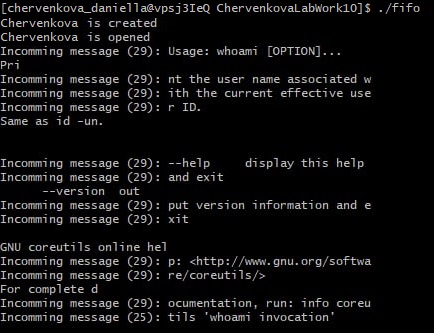 [chervenkova_daniella@vpsj3IeQ ChervenkovaLabWork10]$ ./fifo
Chervenkova is created
Chervenkova is opened
Incomming message (29): Usage: whoami [OPTION]...
Pri
Incomming message (29): nt the user name associated w
Incomming message (29): ith the current effective use
Incomming message (29): r ID.
Same as id -un.
Incomming message (29): --help     display this help
Incomming message (29): and exit
      --version  out
Incomming message (29): put version information and e
Incomming message (29): xit
GNU coreutils online hel
Incomming message (29): p: <http://www.gnu.org/softwa
Incomming message (29): re/coreutils/>
For complete d
Incomming message (29): ocumentation, run: info coreu
Incomming message (25): tils 'whoami invocation'